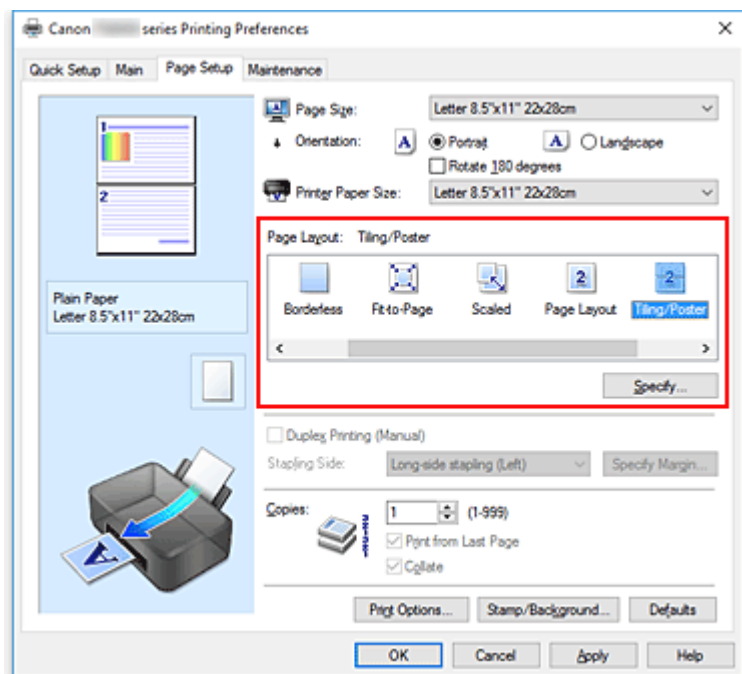 Canon series Printing Preferences
Quick Setup Main Page Setup Maintenance
1
2
Plain Paper
Letter 8.5"x11" 22x28cm
Page Size: Letter 8.5"x11" 22x28cm
Orientation: A Portrait A Landscape
Rotate 180 degrees
Printer Paper Size: Letter 8.5"x11" 22x28cm
Page Layout: Tiling/Poster
2 2
Borderless Fit-to-Page Scaled Page Layout Tiling/Poster
Specify...
Duplex Printing (Manual)
Stapling Side: Long-side stapling (Left) Specify Margin...
Copies: 1 (1-999)
Print from Last Page
Collate
A
Print Options... Stamp/Background... Defaults
OK Cancel Apply Help